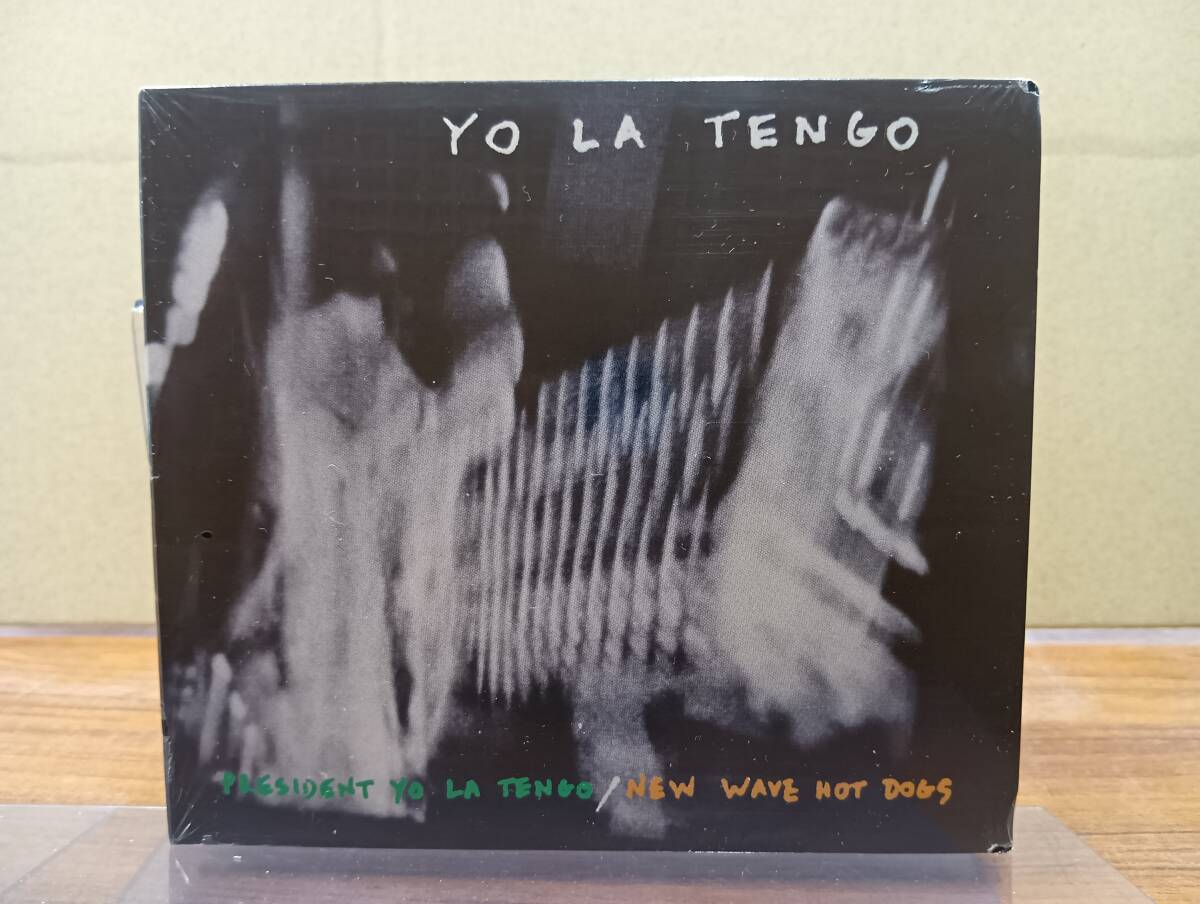 YO LA TENGO
PRESIDENT YO LA TENGO/NEW WAVE HOT DOGS